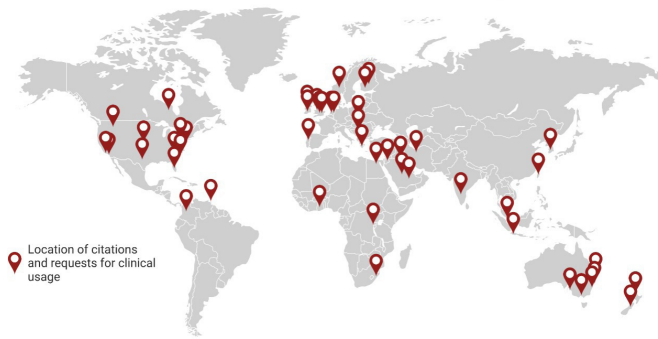 Location of citations
and requests for clinical
usage